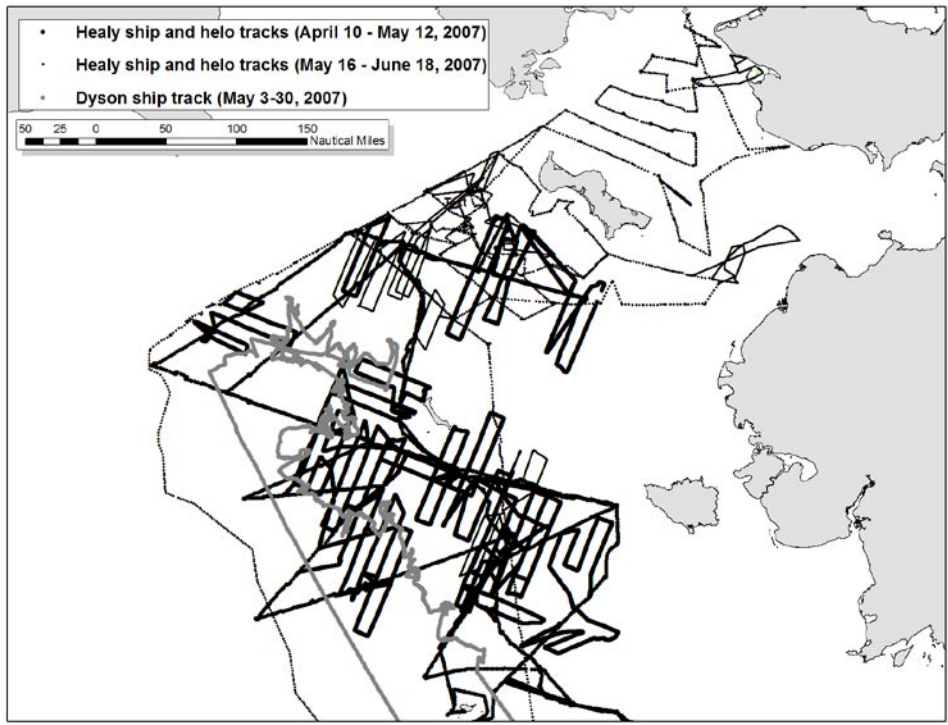 Healy ship and helo tracks (April 10 - May 12, 2007)
Healy ship and helo tracks (May 16 - June 18, 2007)
Dyson ship track (May 3-30, 2007)
50 25 0 50 100 150
Nautical Miles